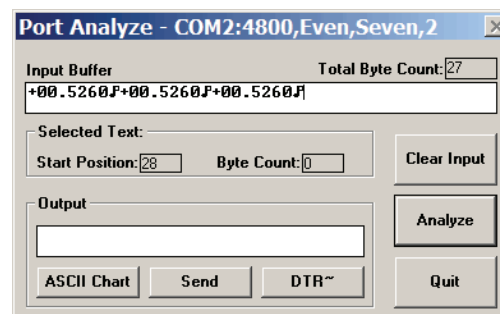 Port Analyze - COM2:4800,Even,Seven,2
Input Buffer Total Byte Count: 27
+00.5260♪+00.5260♪+00.5260♪
Selected Text:
Start Position: 28 Byte Count: 0
Clear Input
Output
Analyze
ASCII Chart Send DTR~ Quit